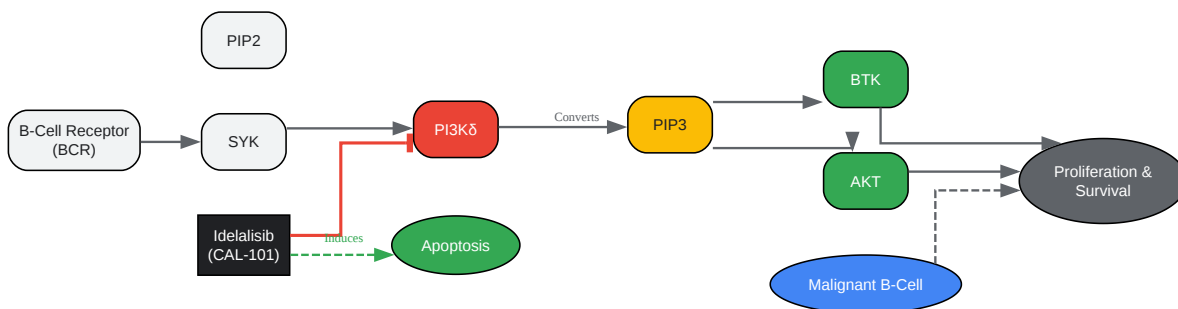 PIP2
BTK
B-Cell Receptor
(BCR)
SYK
PI3Kδ
Converts
PIP3
AKT
Proliferation &
Survival
Idelalisib
(CAL-101)
Induces
Apoptosis
Malignant B-Cell